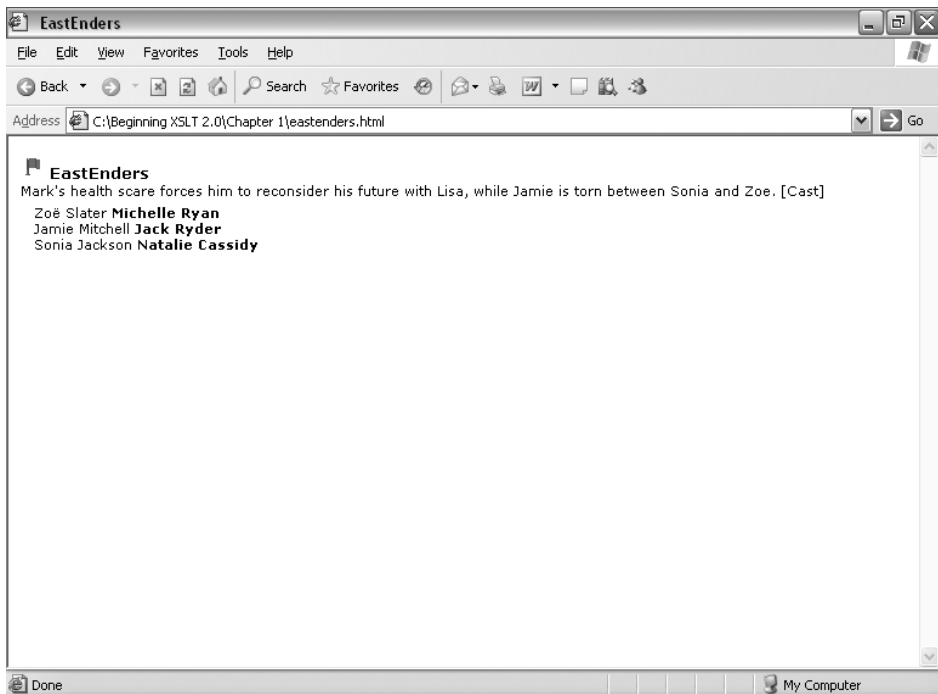 EastEnders
File Edit View Favorites Tools Help
Back Search Favorites W
Address C:\Beginning XSLT 2.0\Chapter 1\eastenders.html Go
EastEnders
Mark's health scare forces him to reconsider his future with Lisa, while Jamie is torn between Sonia and Zoe. [Cast]
Zoë Slater Michelle Ryan
Jamie Mitchell Jack Ryder
Sonia Jackson Natalie Cassidy
Done My Computer